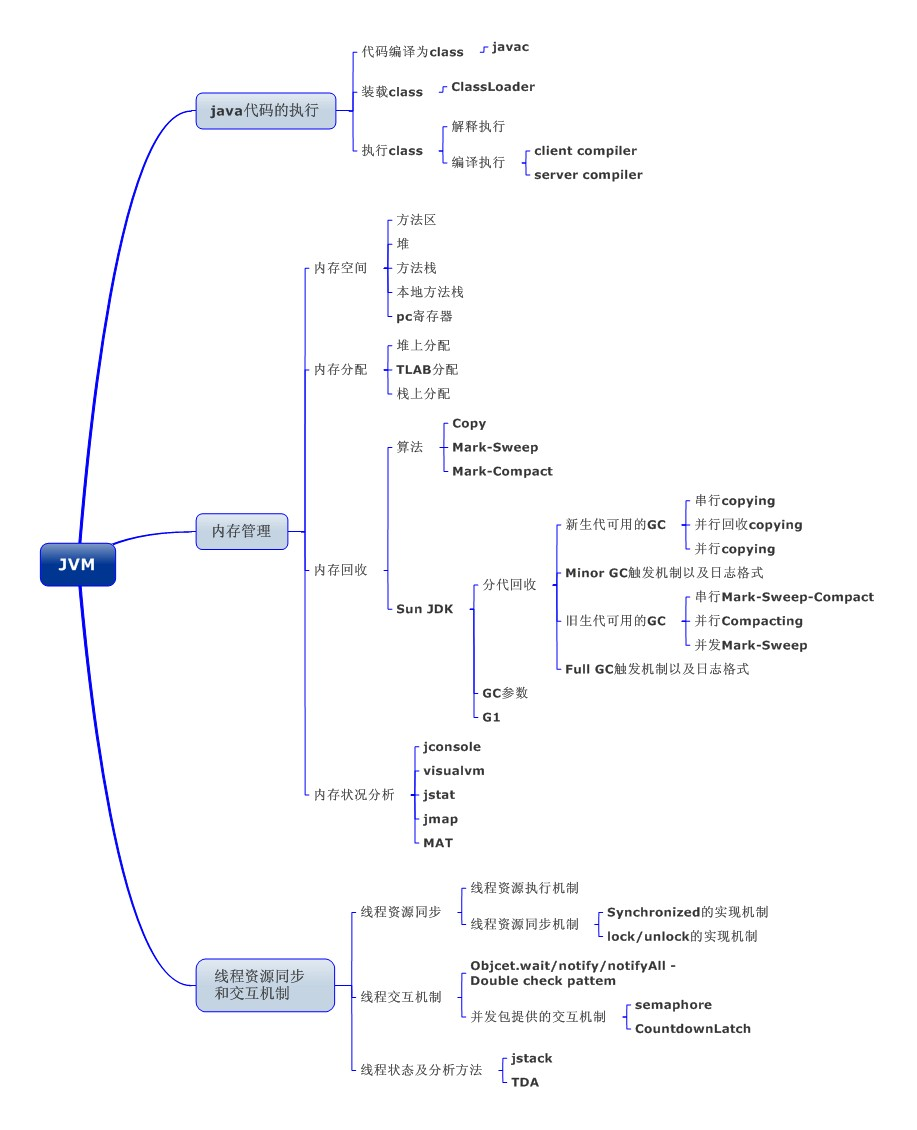 JVM
java代码的执行
代码编译为class
javac
装载class
ClassLoader
执行class
解释执行
编译执行
client compiler
server compiler
内存管理
内存空间
方法区
堆
方法栈
本地方法栈
pc寄存器
内存分配
堆上分配
TLAB分配
栈上分配
内存回收
算法
Copy
Mark-Sweep
Mark-Compact
Sun JDK
分代回收
新生代可用的GC
串行copying
并行回收copying
并行copying
Minor GC触发机制以及日志格式
旧生代可用的GC
串行Mark-Sweep-Compact
并行Compacting
并发Mark-Sweep
Full GC触发机制以及日志格式
GC参数
G1
内存状况分析
jconsole
visualvm
jstat
jmap
MAT
线程资源同步
和交互机制
线程资源同步
线程资源执行机制
线程资源同步机制
Synchronized的实现机制
lock/unlock的实现机制
线程交互机制
Objcet.wait/notify/notifyAll -
Double check pattem
并发包提供的交互机制
semaphore
CountdownLatch
线程状态及分析方法
jstack
TDA